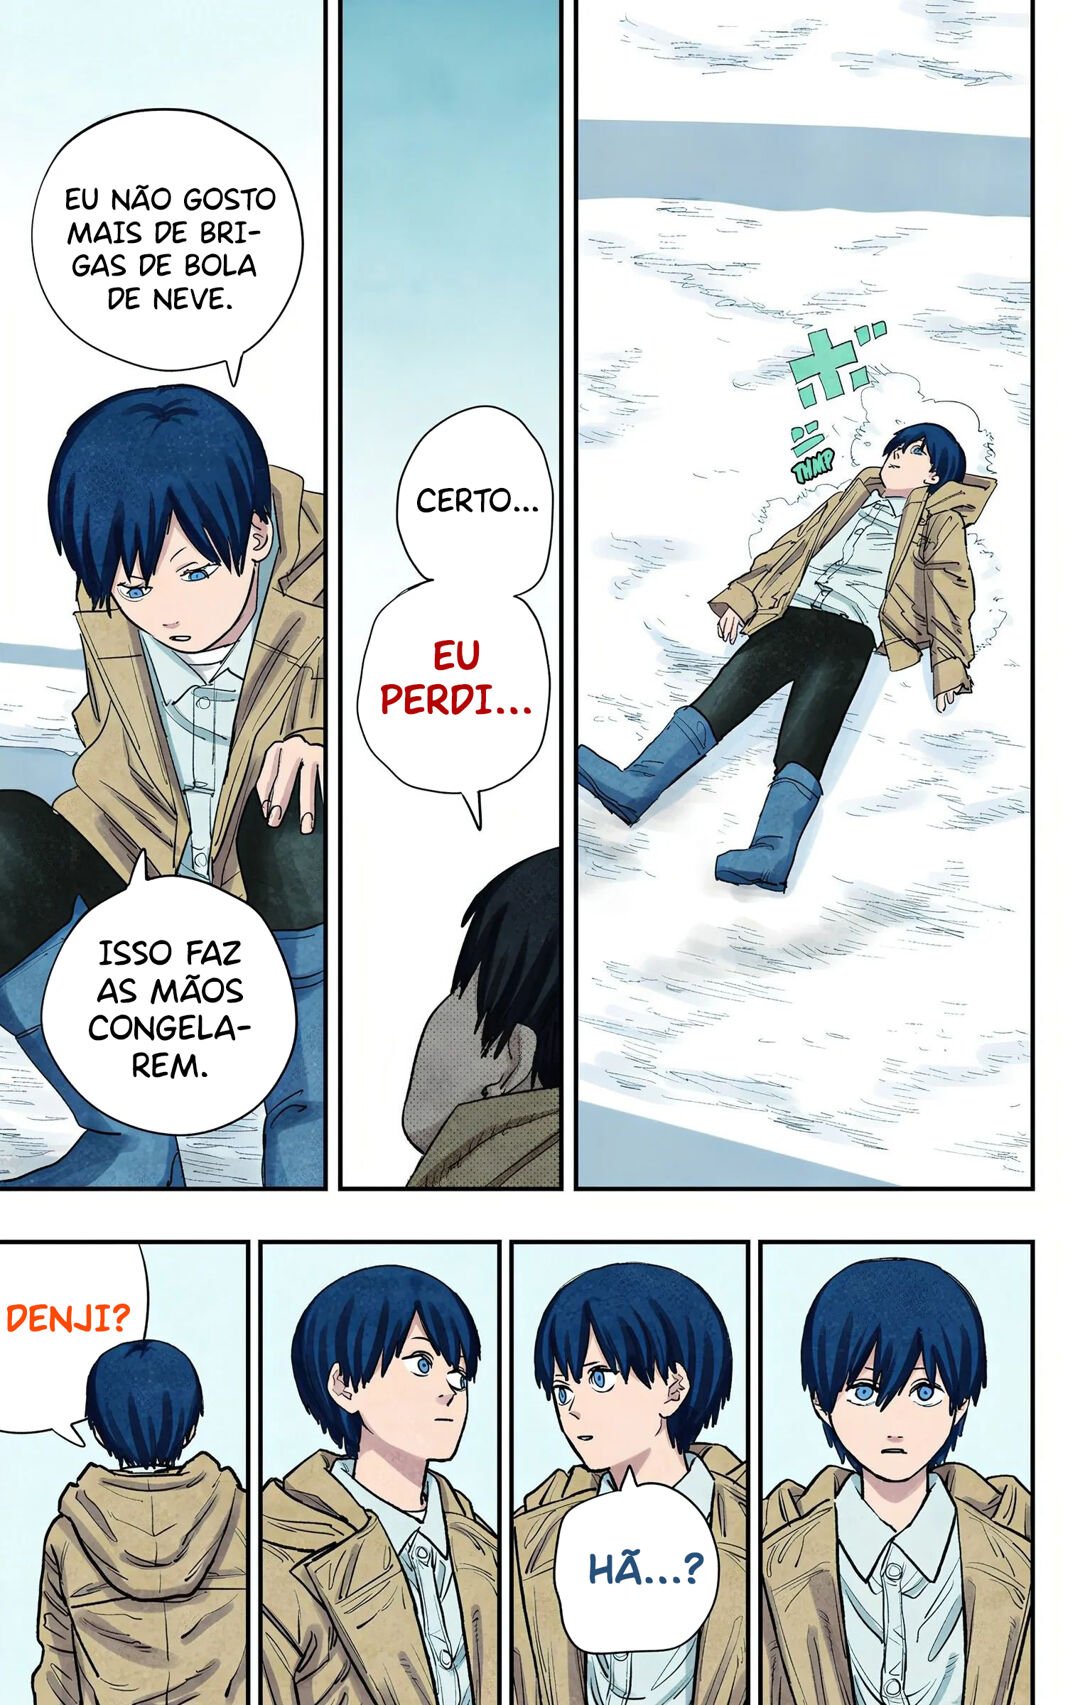 ボ
THMP
CERTO...
EU
PERDI...
EU NÃO GOSTO
MAIS DE BRI-
GAS DE BOLA
DE NEVE.
ISSO FAZ
AS MÃOS
CONGELA-
REM.
HÃ...?
DENJI?